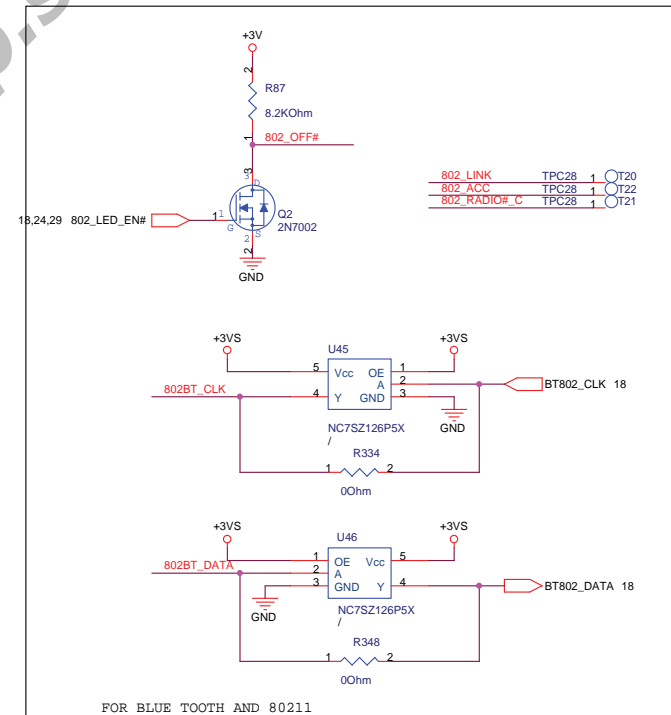 +3V
2
R87
8.2KOhm
1
802_OFF#
3
3
D
18,24,29 802_LED_EN#
1
1
G
Q2
2N7002
2
S
2
GND
802_LINK TPC28 1 T20
802_ACC TPC28 1 T22
802_RADIO#_C TPC28 1 T21
+3VS
U45
+3VS
5 Vcc OE 1
A 2
802BT_CLK 4 Y GND 3
BT802_CLK 18
GND
NC7SZ126P5X
/
R334
1 2
0Ohm
+3VS
U46
+3VS
1 OE Vcc 5
802BT_DATA 2 A
3 GND Y 4
BT802_DATA 18
GND
NC7SZ126P5X
/
R348
1 2
0Ohm
FOR BLUE TOOTH AND 80211